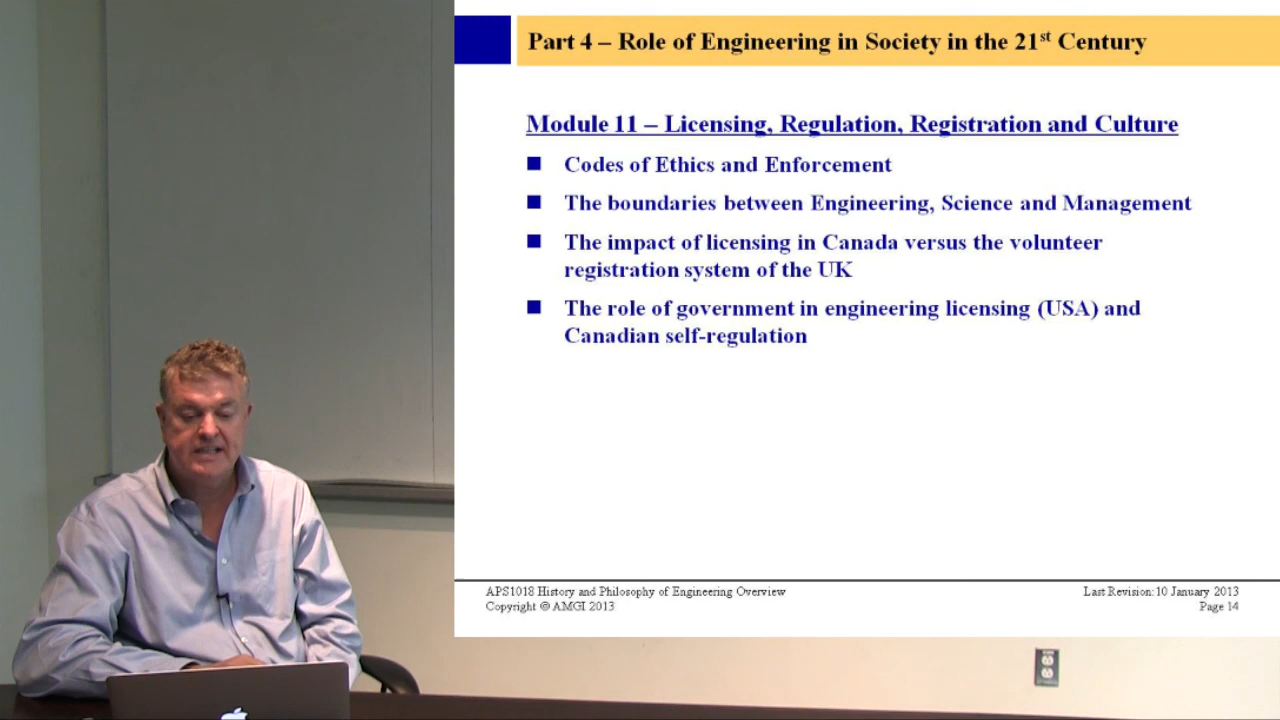 Part 4 – Role of Engineering in Society in the 21st Century
Module 11 – Licensing, Regulation, Registration and Culture
Codes of Ethics and Enforcement
The boundaries between Engineering, Science and Management
The impact of licensing in Canada versus the volunteer
registration system of the UK
The role of government in engineering licensing (USA) and
Canadian self-regulation
APS1018 History and Philosophy of Engineering Overview
Copyright @ AMGI 2013
Last Revision: 10 January 2013
Page 14